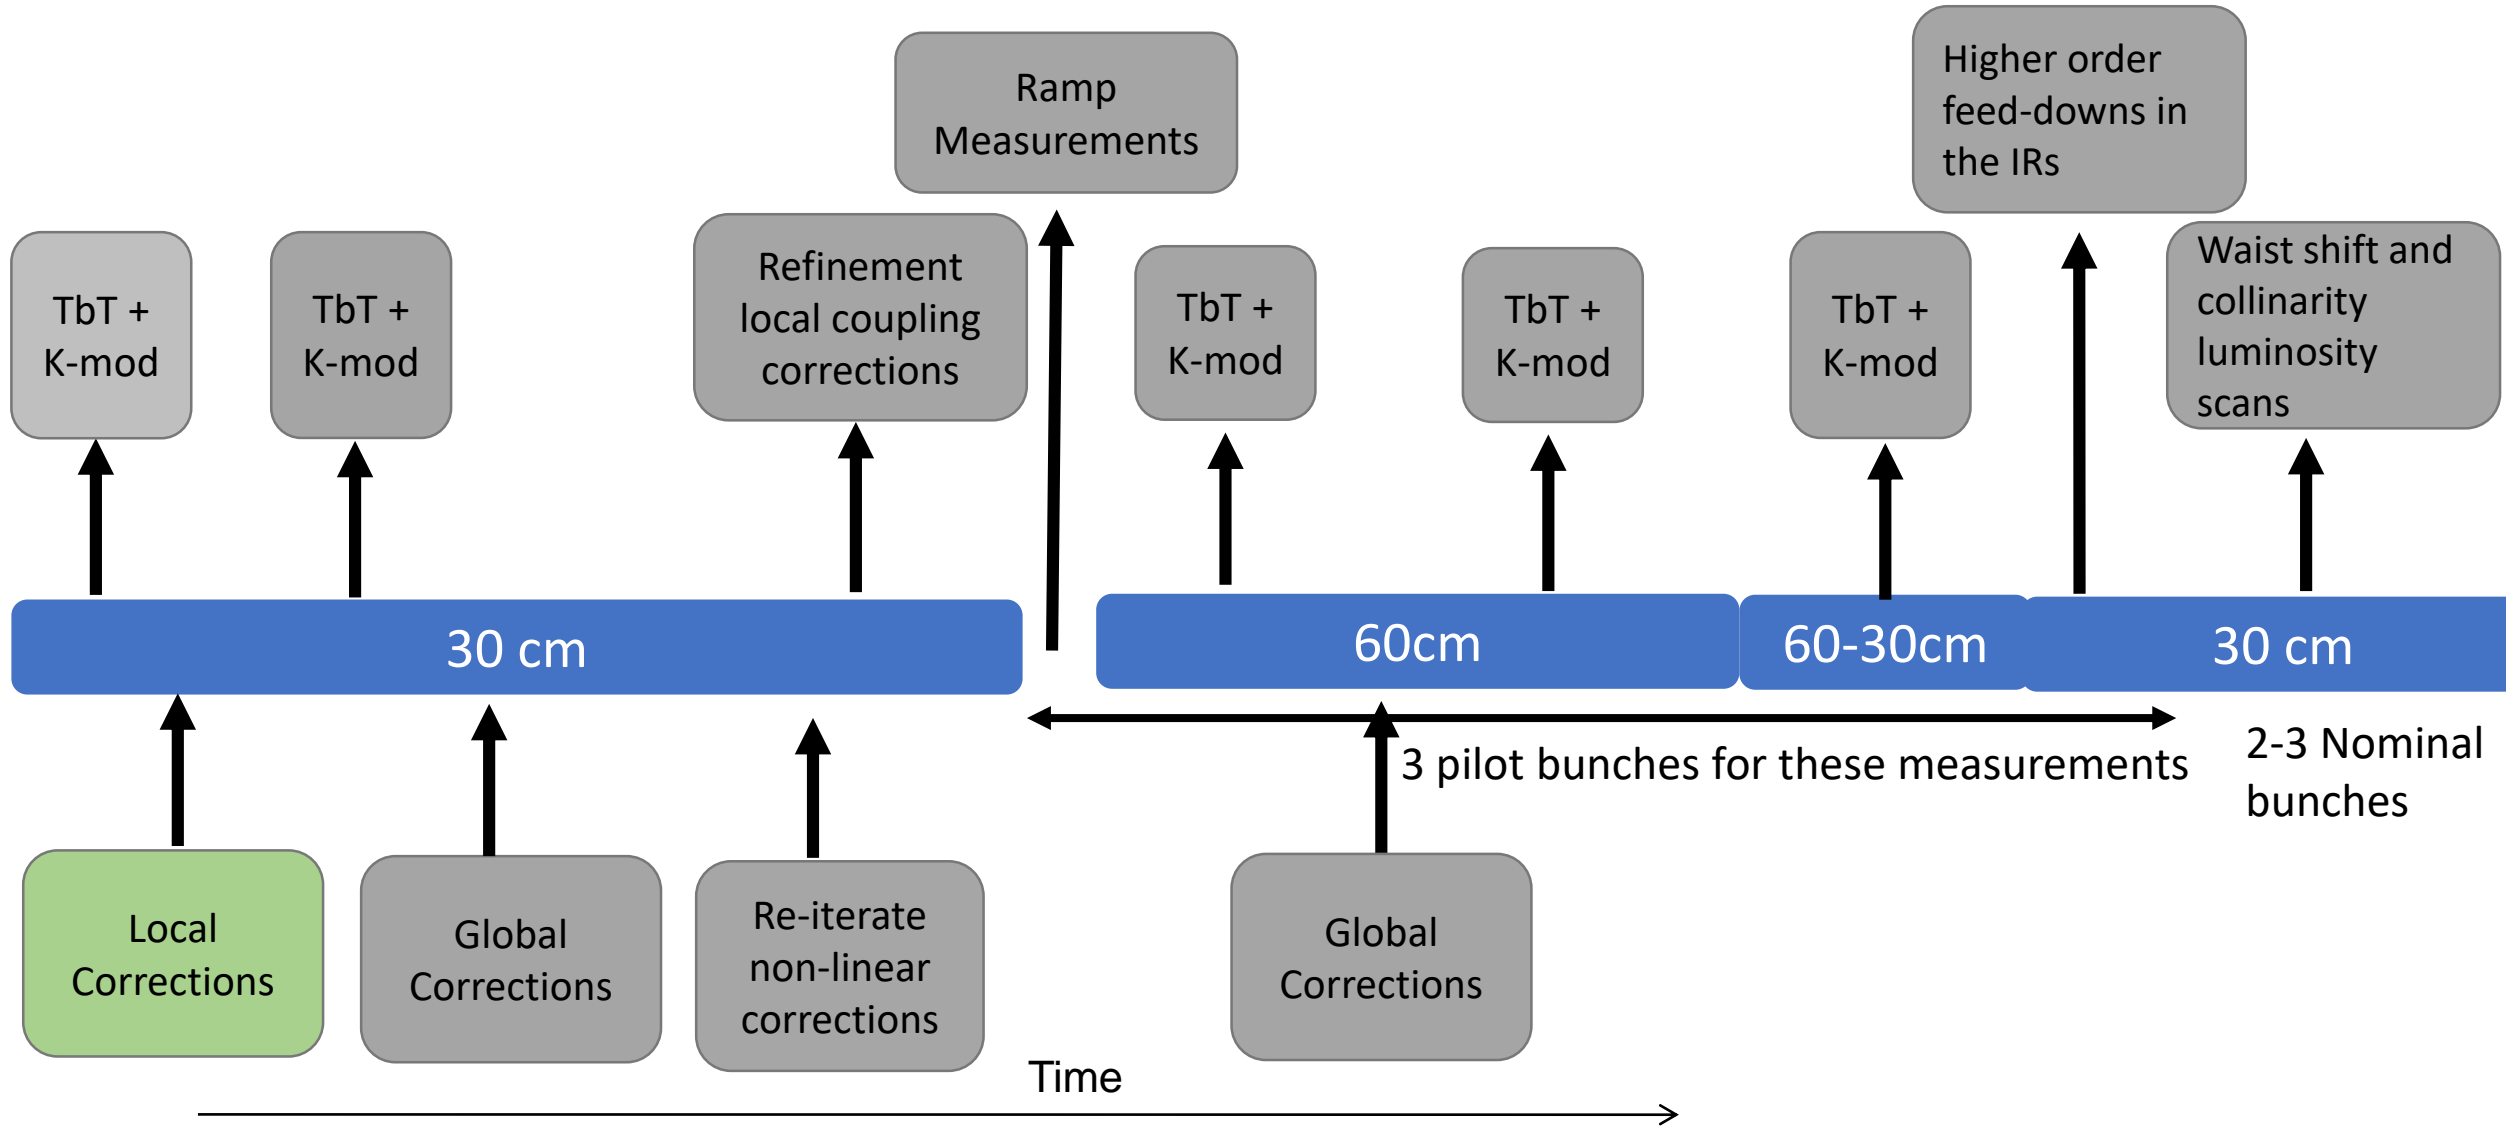 Ramp
Measurements
Higher order
feed-downs in
the IRs
TbT +
K-mod
TbT +
K-mod
Refinement
local coupling
corrections
TbT +
K-mod
TbT +
K-mod
TbT +
K-mod
Waist shift and
collinarity
luminosity
scans
30 cm
60cm
60-30cm
30 cm
3 pilot bunches for these measurements
2-3 Nominal
bunches
Local
Corrections
Global
Corrections
Re-iterate
non-linear
corrections
Global
Corrections
Time